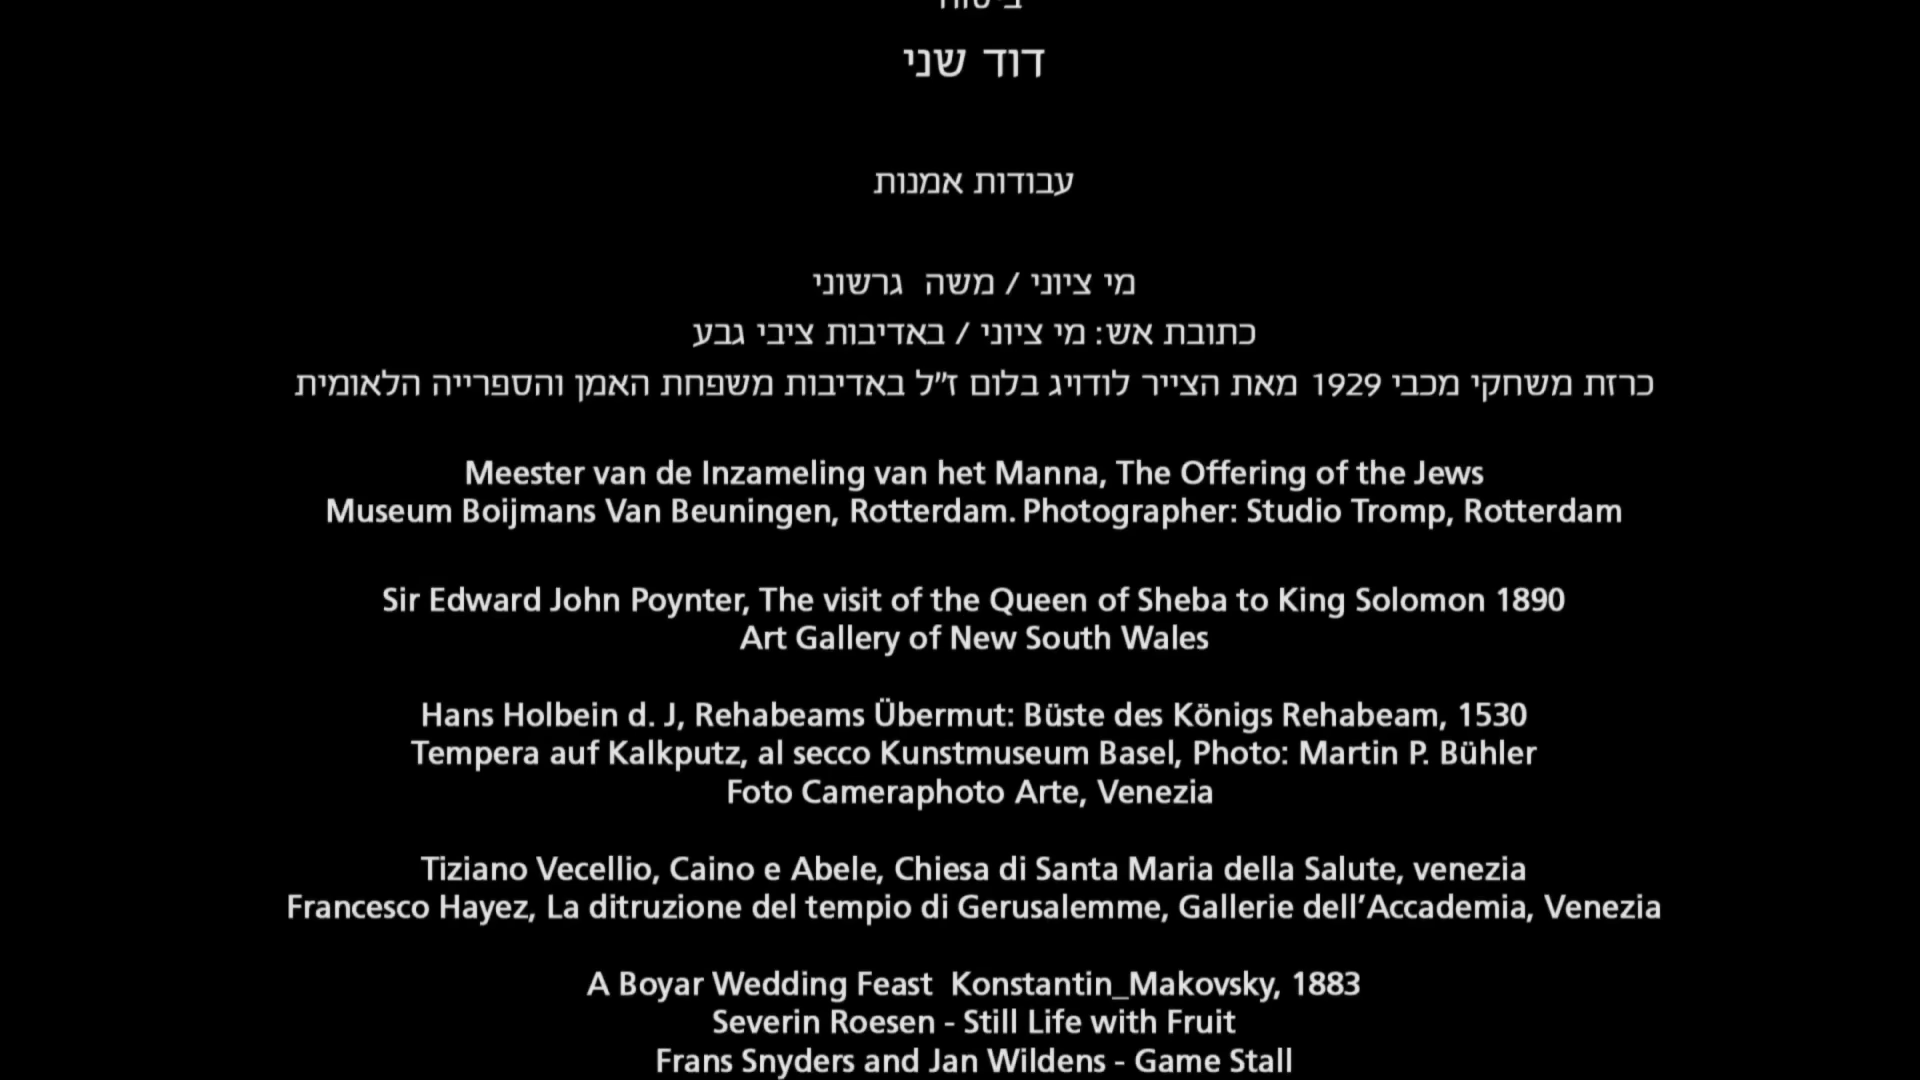 ביטוח
דוד שני
עבודות אמנות
מי ציוני / משה גרשוני
כתובת אש: מי ציוני / באדיבות ציבי גבע
כרזת משחקי מכבי 1929 מאת הצייר לודויג בלום ז"ל באדיבות משפחת האמן והספרייה הלאומית
Meester van de Inzameling van het Manna, The Offering of the Jews
Museum Boijmans Van Beuningen, Rotterdam. Photographer: Studio Tromp, Rotterdam
Sir Edward John Poynter, The visit of the Queen of Sheba to King Solomon 1890
Art Gallery of New South Wales
Hans Holbein d. J, Rehabeams Übermut: Büste des Königs Rehabeam, 1530
Tempera auf Kalkputz, al secco Kunstmuseum Basel, Photo: Martin P. Bühler
Foto Cameraphoto Arte, Venezia
Tiziano Vecellio, Caino e Abele, Chiesa di Santa Maria della Salute, venezia
Francesco Hayez, La ditruzione del tempio di Gerusalemme, Gallerie dell'Accademia, Venezia
A Boyar Wedding Feast Konstantin_Makovsky, 1883
Severin Roesen - Still Life with Fruit
Frans Snyders and Jan Wildens - Game Stall